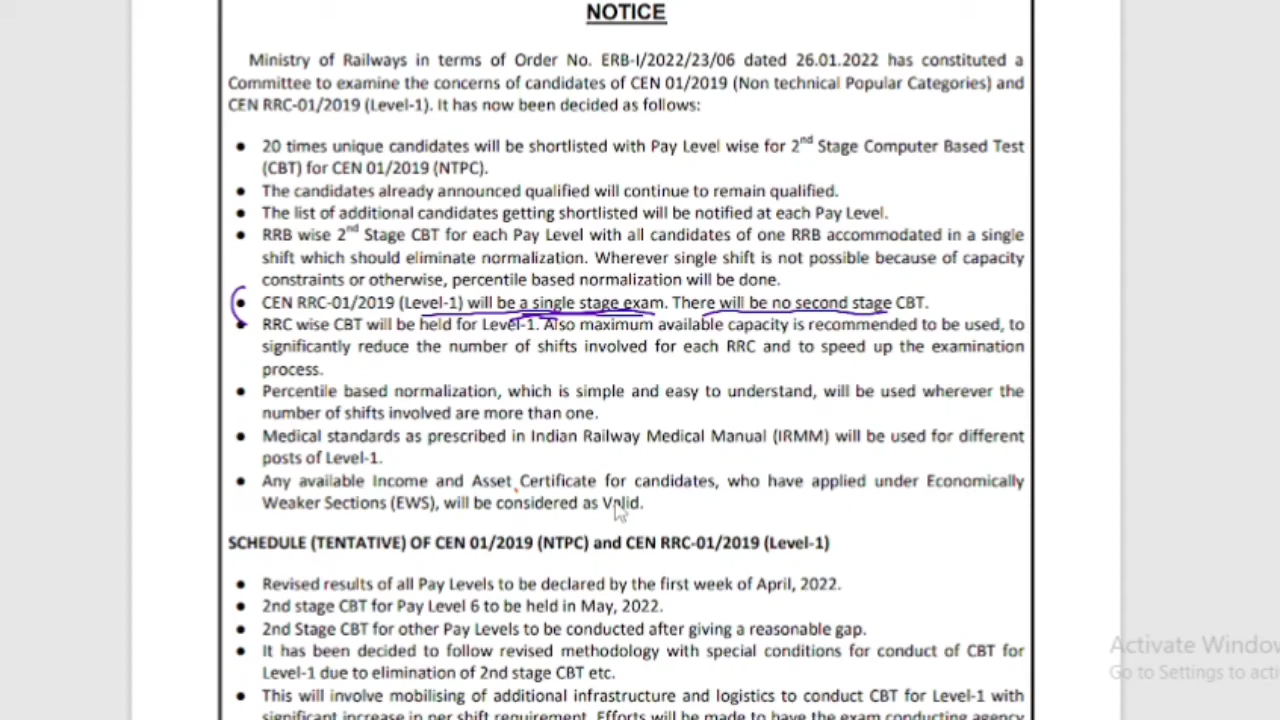 NOTICE
Ministry of Railways in terms of Order No. ERB-I/2022/23/06 dated 26.01.2022 has constituted a
Committee to examine the concerns of candidates of CEN 01/2019 (Non technical Popular Categories) and
CEN RRC-01/2019 (Level-1). It has now been decided as follows:
● 20 times unique candidates will be shortlisted with Pay Level wise for 2nd Stage Computer Based Test
(CBT) for CEN 01/2019 (NTPC).
● The candidates already announced qualified will continue to remain qualified.
● The list of additional candidates getting shortlisted will be notified at each Pay Level.
● RRB wise 2nd Stage CBT for each Pay Level with all candidates of one RRB accommodated in a single
shift which should eliminate normalization. Wherever single shift is not possible because of capacity
constraints or otherwise, percentile based normalization will be done.
● CEN RRC-01/2019 (Level-1) will be a single stage exam. There will be no second stage CBT.
● RRC wise CBT will be held for Level-1. Also maximum available capacity is recommended to be used, to
significantly reduce the number of shifts involved for each RRC and to speed up the examination
process.
● Percentile based normalization, which is simple and easy to understand, will be used wherever the
number of shifts involved are more than one.
● Medical standards as prescribed in Indian Railway Medical Manual (IRMM) will be used for different
posts of Level-1.
● Any available Income and Asset Certificate for candidates, who have applied under Economically
Weaker Sections (EWS), will be considered as Valid.
SCHEDULE (TENTATIVE) OF CEN 01/2019 (NTPC) and CEN RRC-01/2019 (Level-1)
● Revised results of all Pay Levels to be declared by the first week of April, 2022.
● 2nd stage CBT for Pay Level 6 to be held in May, 2022.
● 2nd Stage CBT for other Pay Levels to be conducted after giving a reasonable gap.
● It has been decided to follow revised methodology with special conditions for conduct of CBT for
Level-1 due to elimination of 2nd stage CBT etc.
● This will involve mobilising of additional infrastructure and logistics to conduct CBT for Level-1 with
significant increase in per shift requirement. Efforts will be made to have the exam conducting agency
Activate Window
Go to Settings to acti